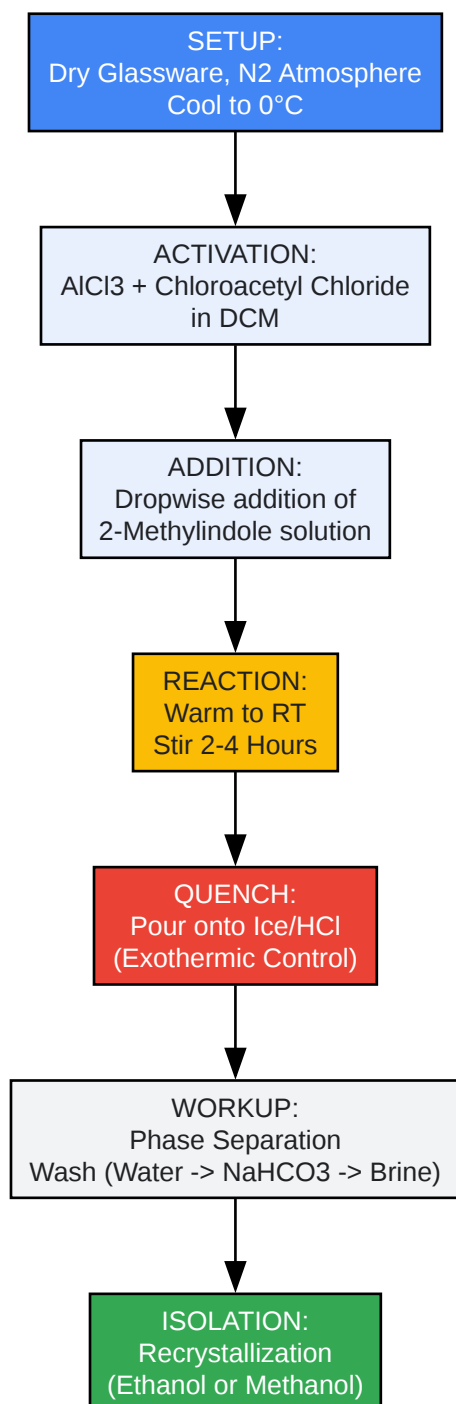 SETUP:
Dry Glassware, N2 Atmosphere
Cool to 0°C
ACTIVATION:
AlCl3 + Chloroacetyl Chloride
in DCM
ADDITION:
Dropwise addition of
2-Methylindole solution
REACTION:
Warm to RT
Stir 2-4 Hours
QUENCH:
Pour onto Ice/HCl
(Exothermic Control)
WORKUP:
Phase Separation
Wash (Water -> NaHCO3 -> Brine)
ISOLATION:
Recrystallization
(Ethanol or Methanol)